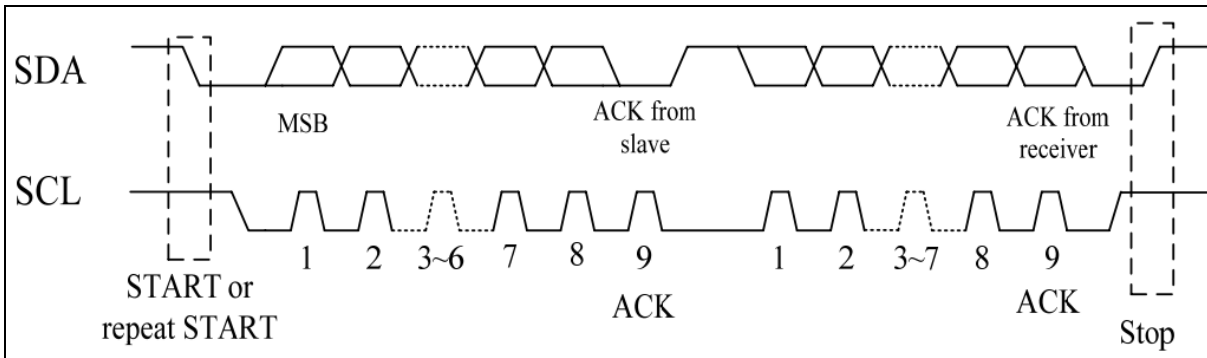 SDA
MSB
ACK from
slave
ACK from
receiver
SCL
1 2 3~6 7 8 9 1 2 3~7 8 9
START or
repeat START
ACK
ACK
Stop